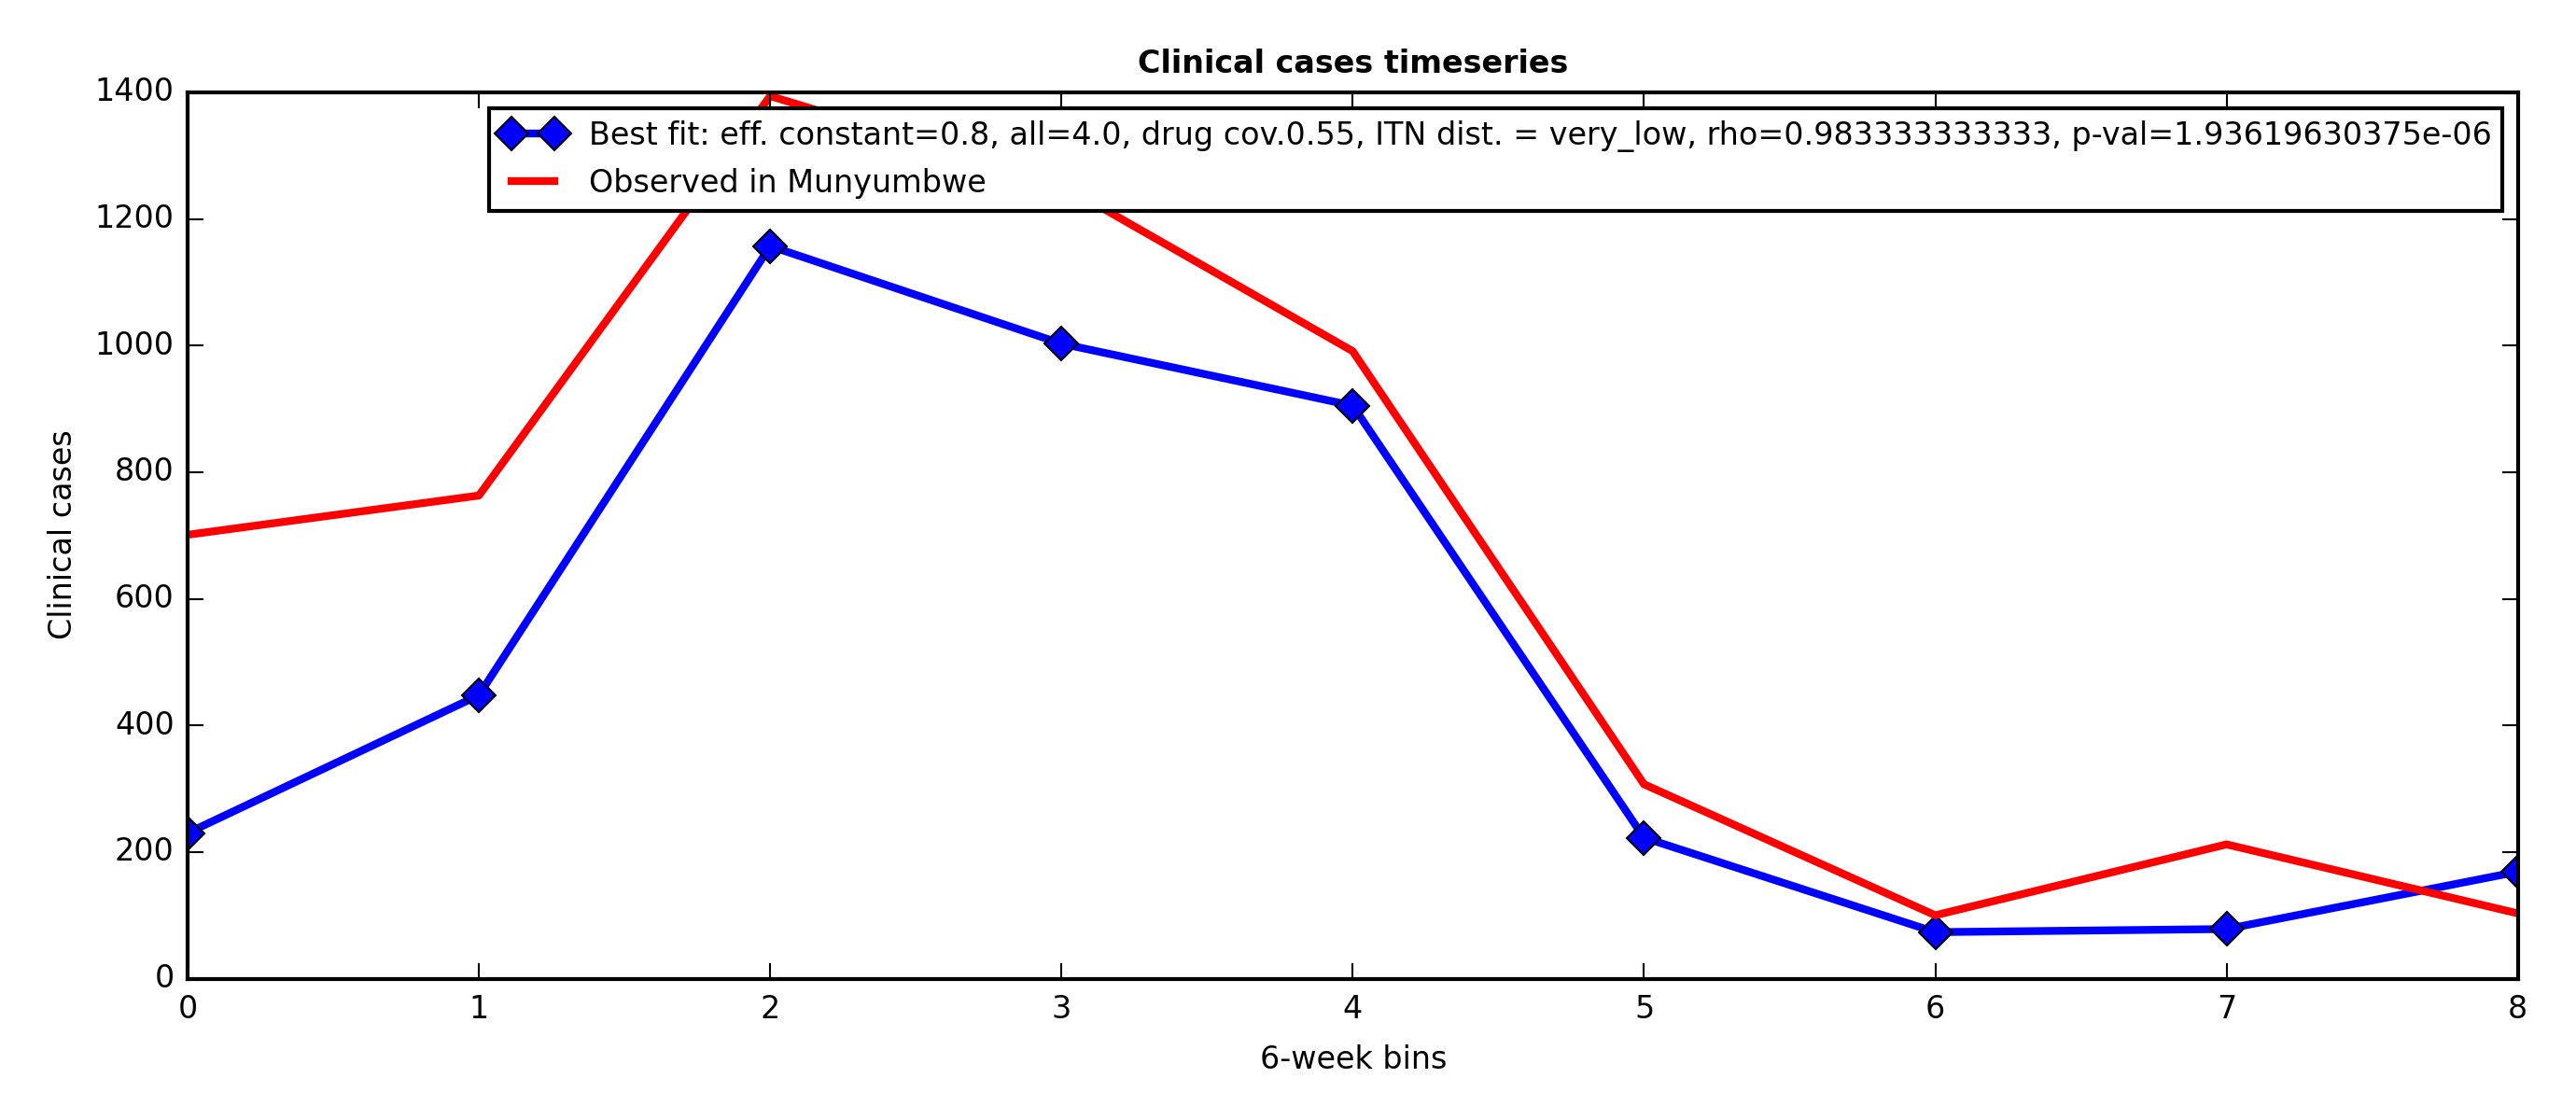 Clinical cases timeseries
1400
1200
1000
800
600
400
200
0
Clinical cases
Best fit: eff. constant=0.8, all=4.0, drug cov.0.55, ITN dist. = very_low, rho=0.983333333333, p-val=1.93619630375e-06
Observed in Munyumbwe
0 1 2 3 4 5 6 7 8
6-week bins